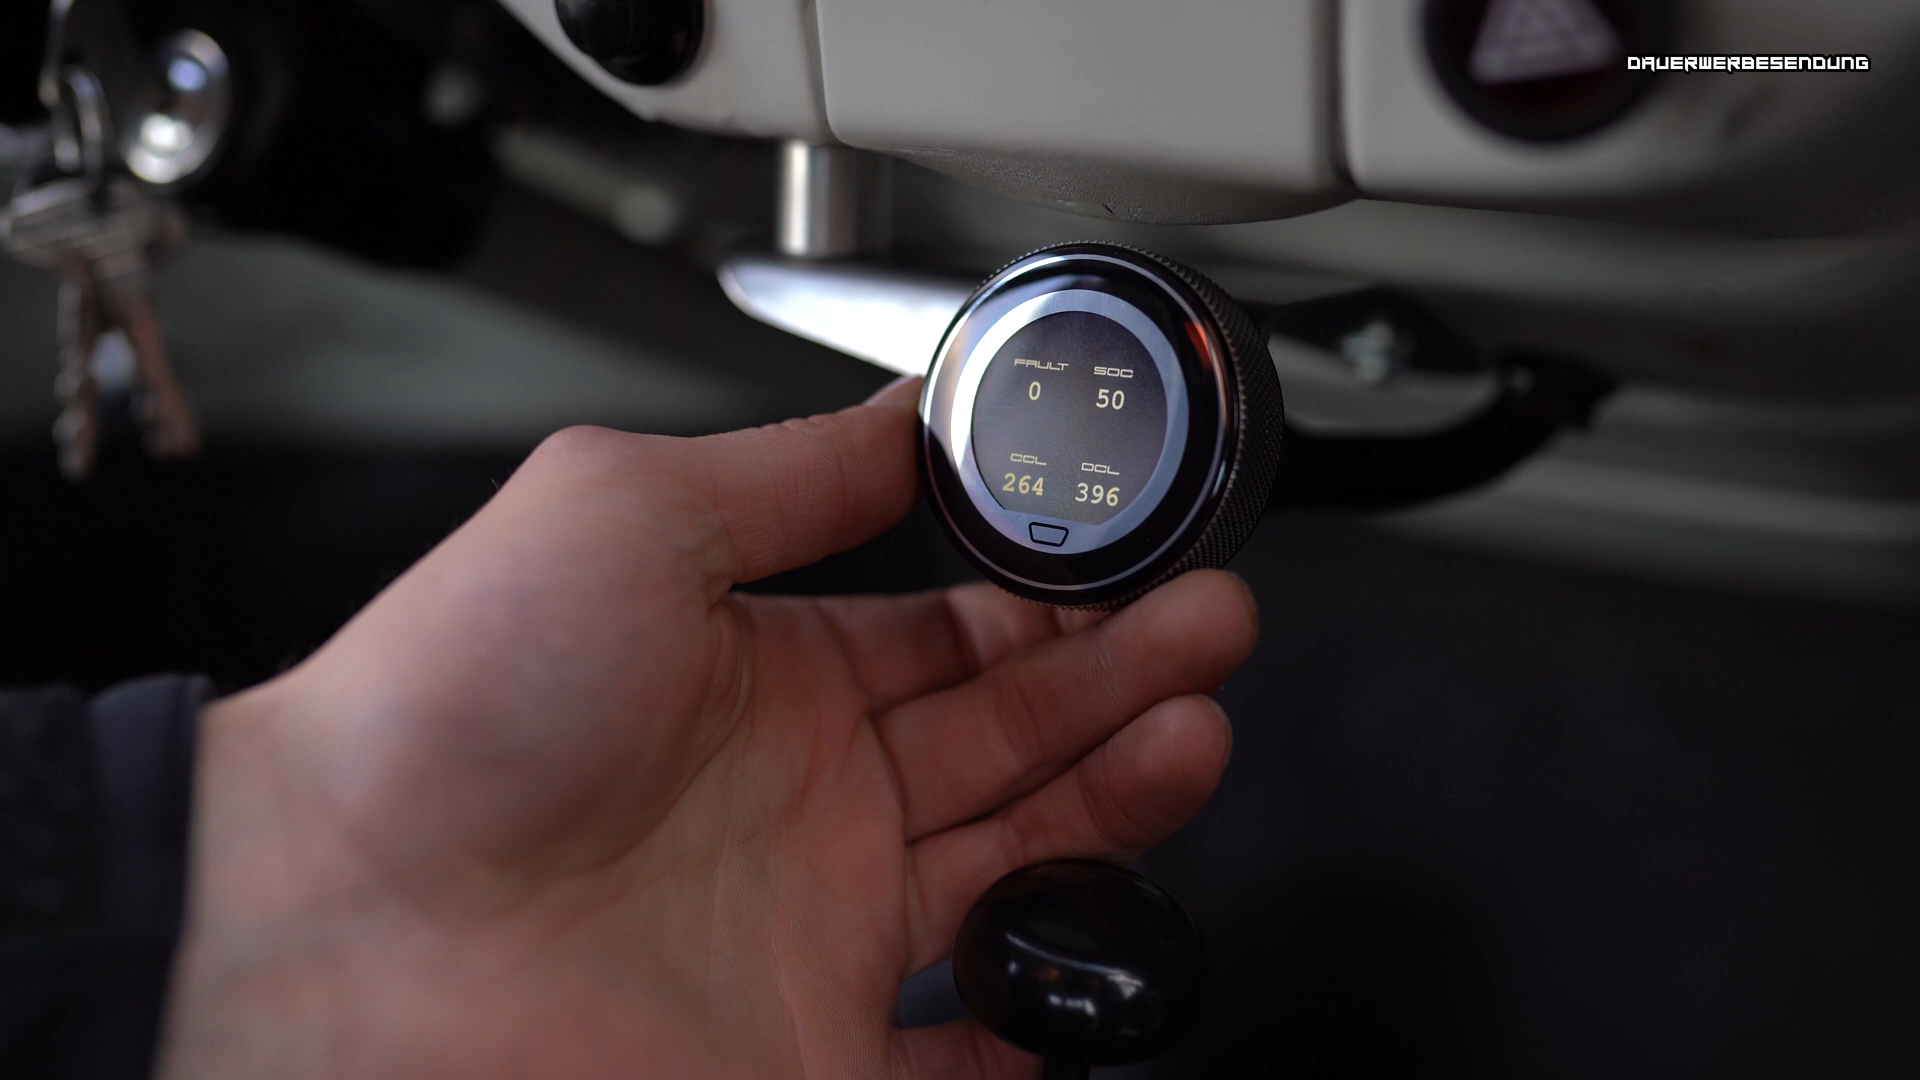 DAUERWERBESENDUNG
FAULT SOC
0 50
CCL DCL
264 396